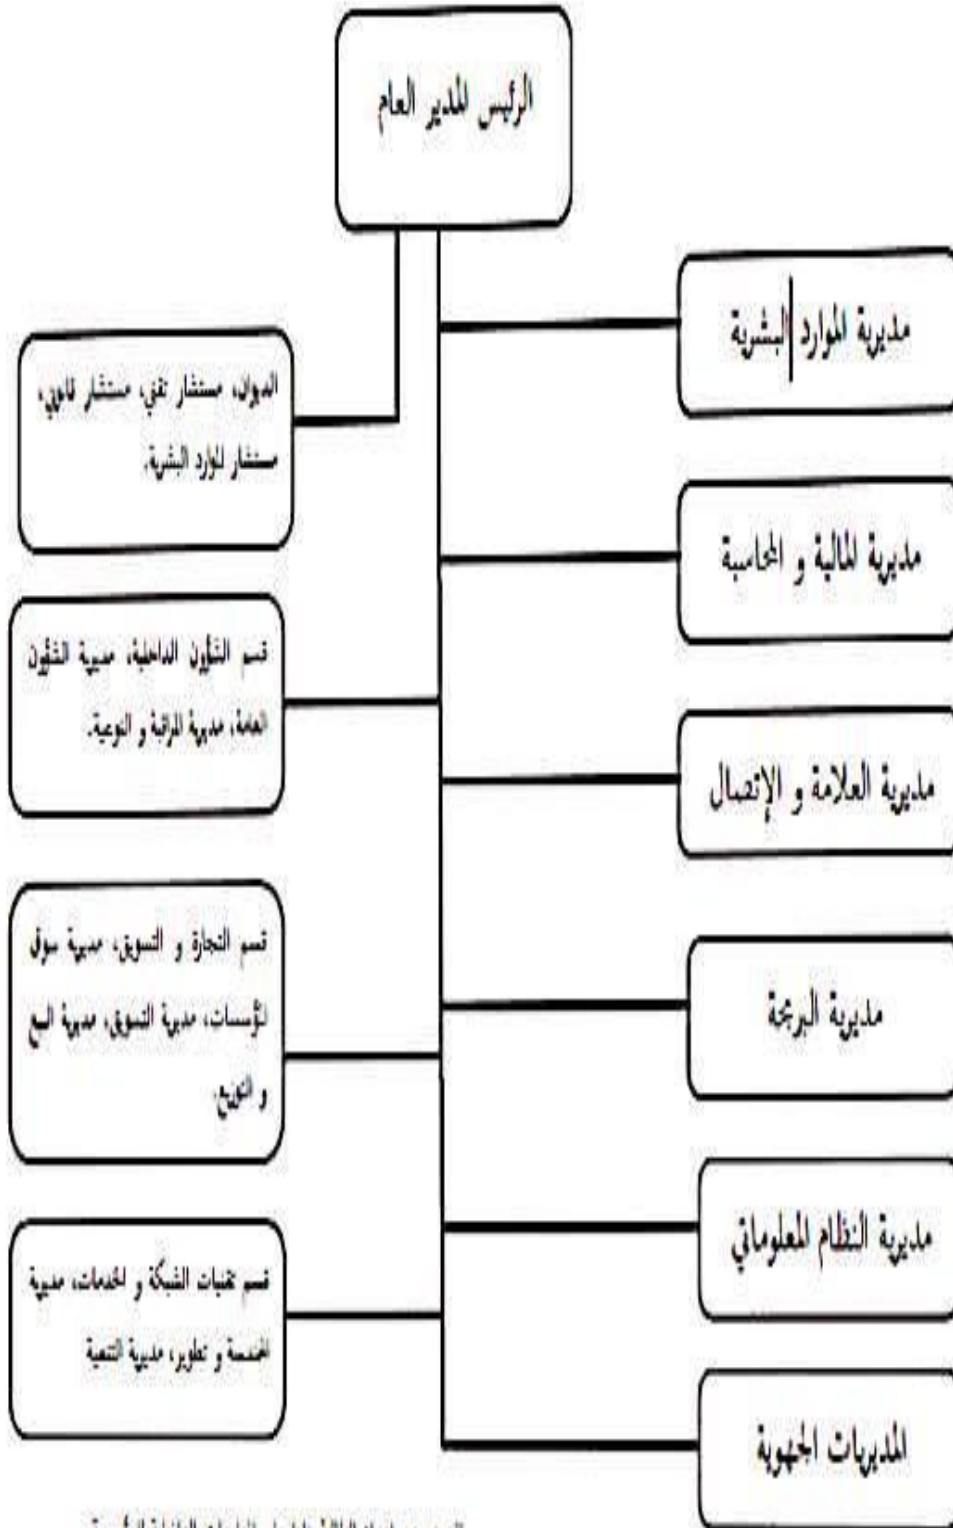 الرئيس المدير العام
مديرية الموارد البشرية
الديوان، مستشار تقني، مستشار قانوني،
مستشار الموارد البشرية.
مديرية المالية و المحاسبة
قسم الشؤون الداخلية، مديرية الشؤون
العامة، مديرية المراقبة و النوعية.
مديرية العلامة و الإتصال
قسم التجارة و التسويق، مديرية سوق
المؤسسات، مديرية التسويق، مديرية البيع
و التوزيع.
مديرية البرمجة
مديرية النظام المعلوماتي
قسم تقنيات الشبكة و الخدمات، مديرية
الهندسة و تطوير، مديرية التنمية
المديريات الجهوية